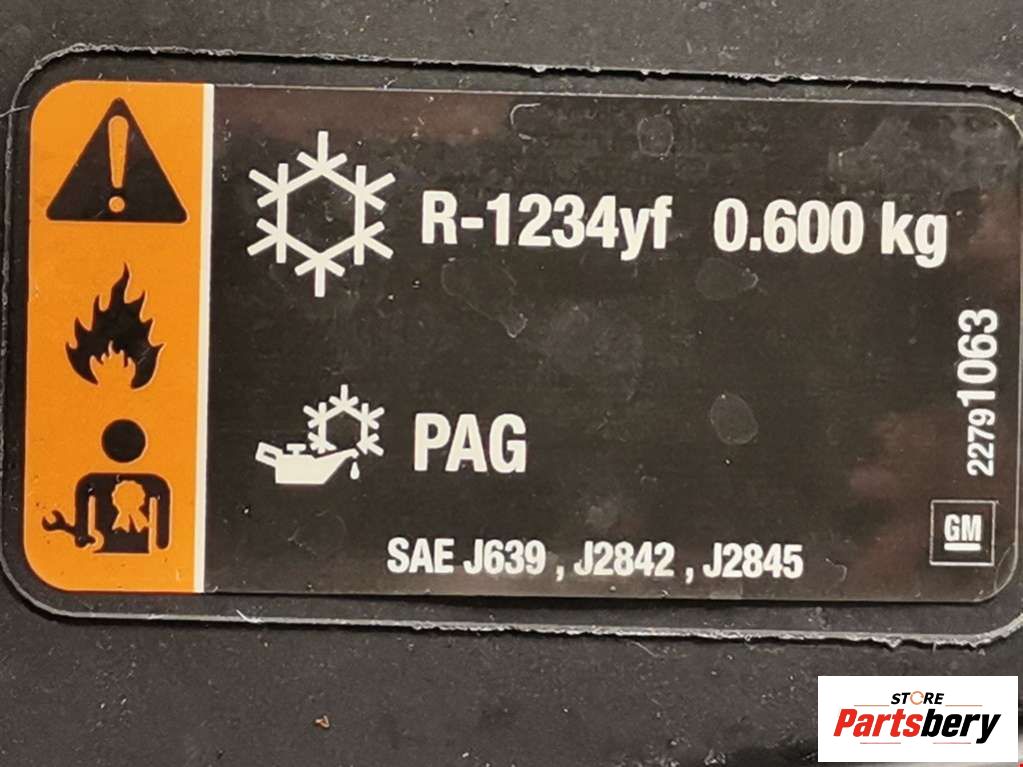 R-1234yf 0.600 kg
PAG
SAE J639 , J2842 , J2845
22791063
GM
STORE
Partsbery